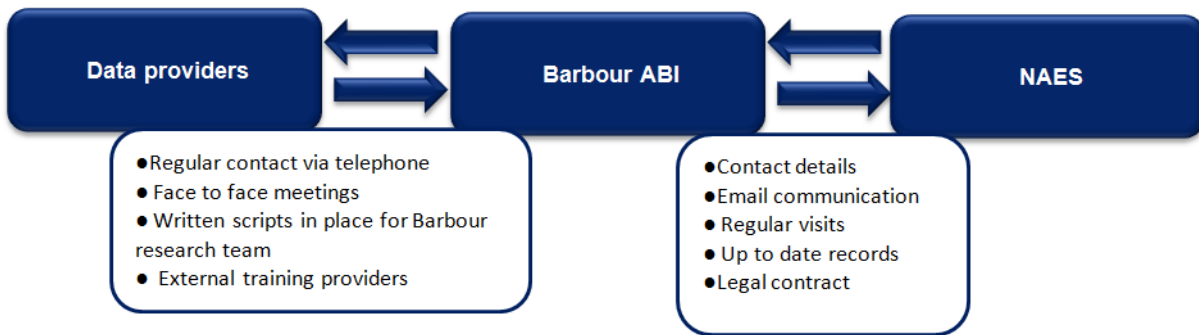 Data providers
Barbour ABI
NAES
●Regular contact via telephone
● Face to face meetings
● Written scripts in place for Barbour
research team
● External training providers
●Contact details
●Email communication
● Regular visits
● Up to date records
●Legal contract